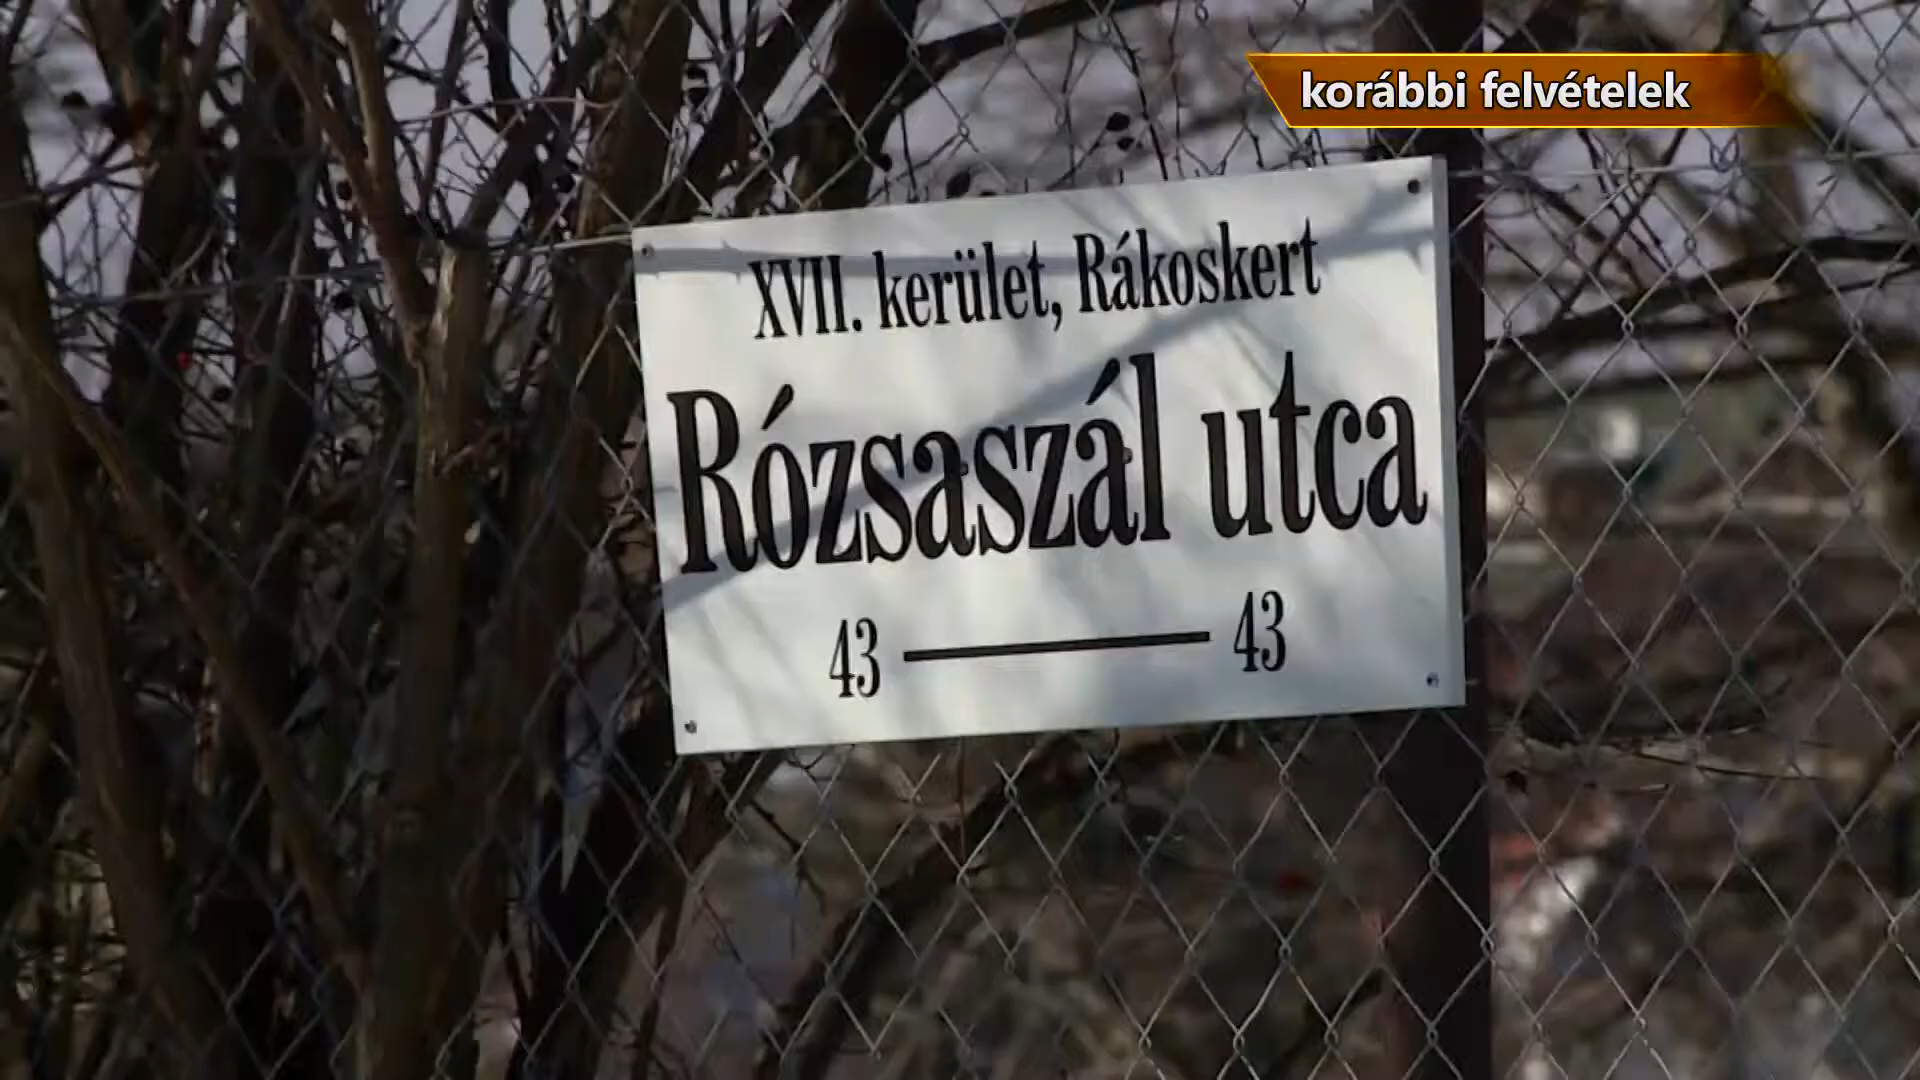 korábbi felvételek
XVII. kerület, Rákoskert
Rózsaszál utca
43 — 43